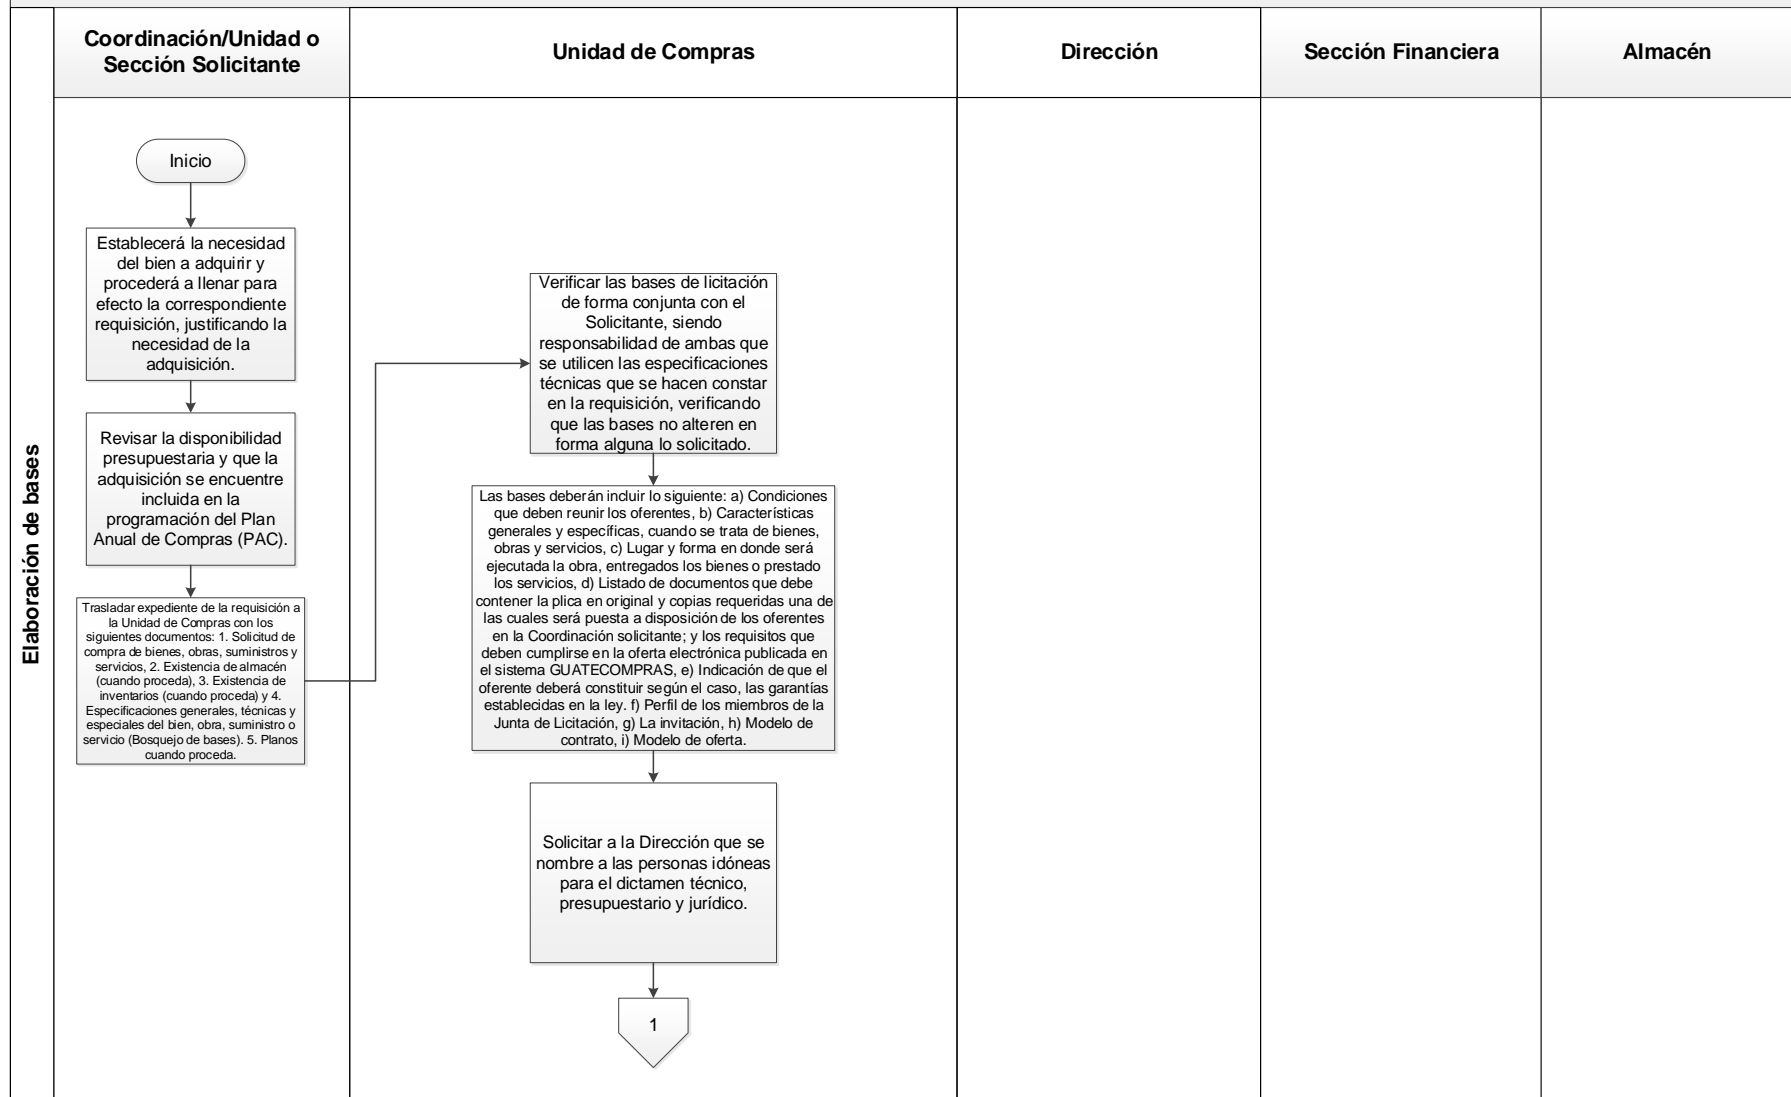 Coordinación/Unidad o
Sección Solicitante
Unidad de Compras
Dirección
Sección Financiera
Almacén
Elaboración de bases
Inicio
Establecerá la necesidad
del bien a adquirir y
procederá a llenar para
efecto la correspondiente
requisición, justificando la
necesidad de la
adquisición.
Revisar la disponibilidad
presupuestaria y que la
adquisición se encuentre
incluida en la
programación del Plan
Anual de Compras (PAC).
Trasladar expediente de la requisición a
la Unidad de Compras con los
siguientes documentos: 1. Solicitud de
compra de bienes, obras, suministros y
servicios, 2. Existencia de almacén
(cuando proceda), 3. Existencia de
inventarios (cuando proceda) y 4.
Especificaciones generales, técnicas y
especiales del bien, obra, suministro o
servicio (Bosquejo de bases). 5. Planos
cuando proceda.
Verificar las bases de licitación
de forma conjunta con el
Solicitante, siendo
responsabilidad de ambas que
se utilicen las especificaciones
técnicas que se hacen constar
en la requisición, verificando
que las bases no alteren en
forma alguna lo solicitado.
Las bases deberán incluir lo siguiente: a) Condiciones
que deben reunir los oferentes, b) Características
generales y específicas, cuando se trata de bienes,
obras y servicios, c) Lugar y forma en donde será
ejecutada la obra, entregados los bienes o prestado
los servicios, d) Listado de documentos que debe
contener la plica en original y copias requeridas una de
las cuales será puesta a disposición de los oferentes
en la Coordinación solicitante; y los requisitos que
deben cumplirse en la oferta electrónica publicada en
el sistema GUATECOMPRAS, e) Indicación de que el
oferente deberá constituir según el caso, las garantías
establecidas en la ley. f) Perfil de los miembros de la
Junta de Licitación, g) La invitación, h) Modelo de
contrato, i) Modelo de oferta.
Solicitar a la Dirección que se
nombre a las personas idóneas
para el dictamen técnico,
presupuestario y jurídico.
1